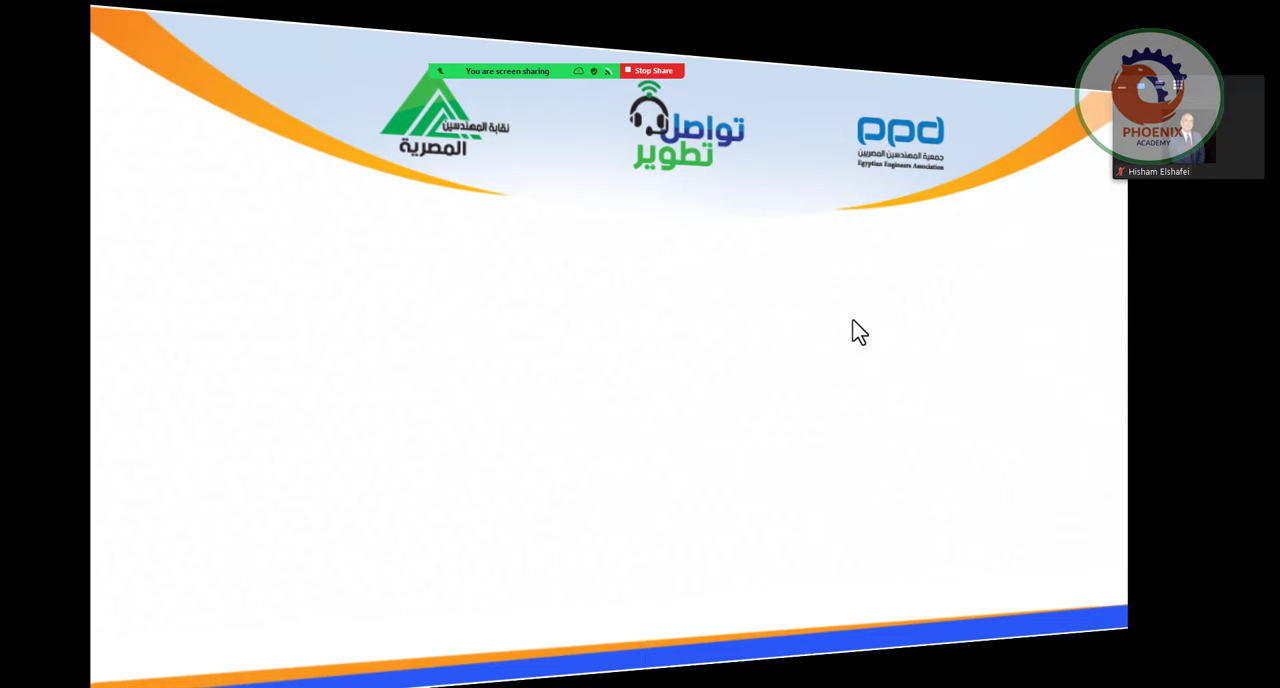 You are screen sharing
Stop Share
نقابة المهندسين
المصرية
تواصل
تطوير
ppd
جمعية المهندسين المصريين
Egyptian Engineers Association
PHOENIX
ACADEMY
Hisham Elshafei